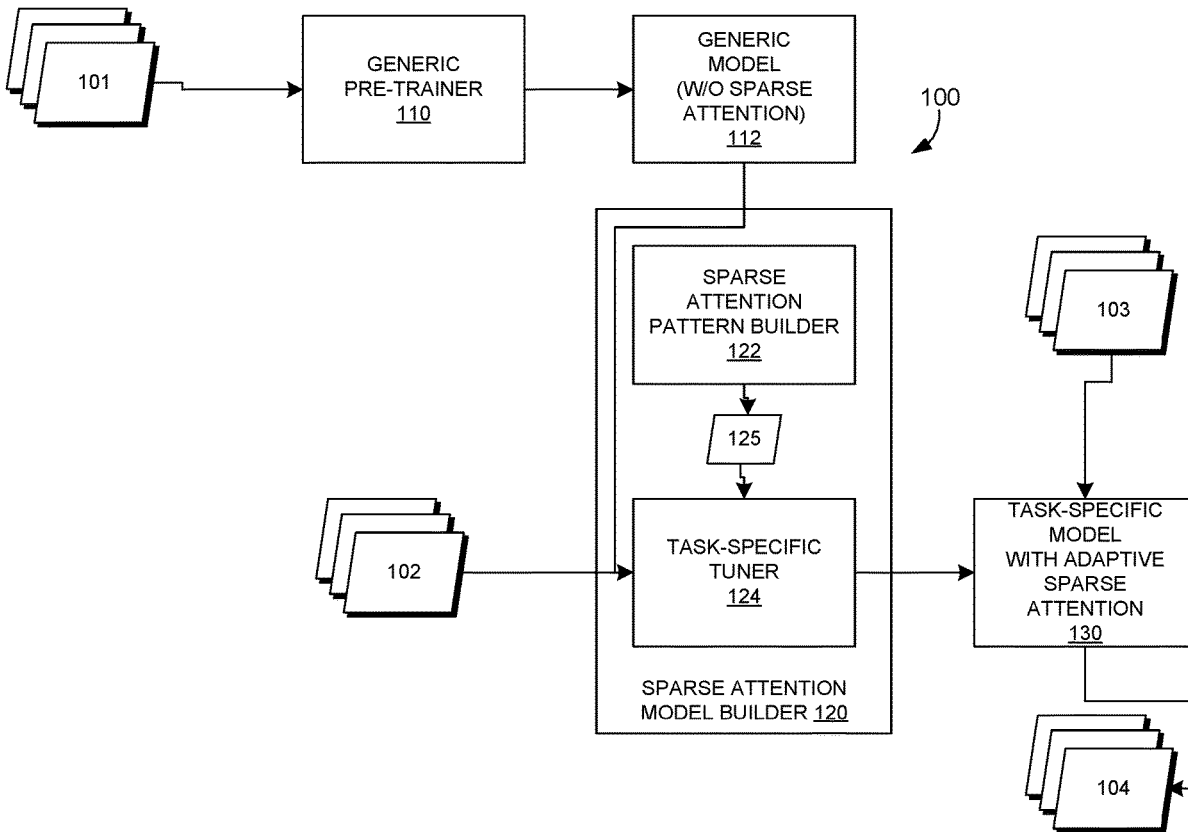 101
GENERIC
PRE-TRAINER
110
GENERIC
MODEL
(W/O SPARSE
ATTENTION)
112
100
SPARSE
ATTENTION
PATTERN BUILDER
122
103
125
102
TASK-SPECIFIC
TUNER
124
TASK-SPECIFIC
MODEL
WITH ADAPTIVE
SPARSE
ATTENTION
130
SPARSE ATTENTION
MODEL BUILDER 120
104